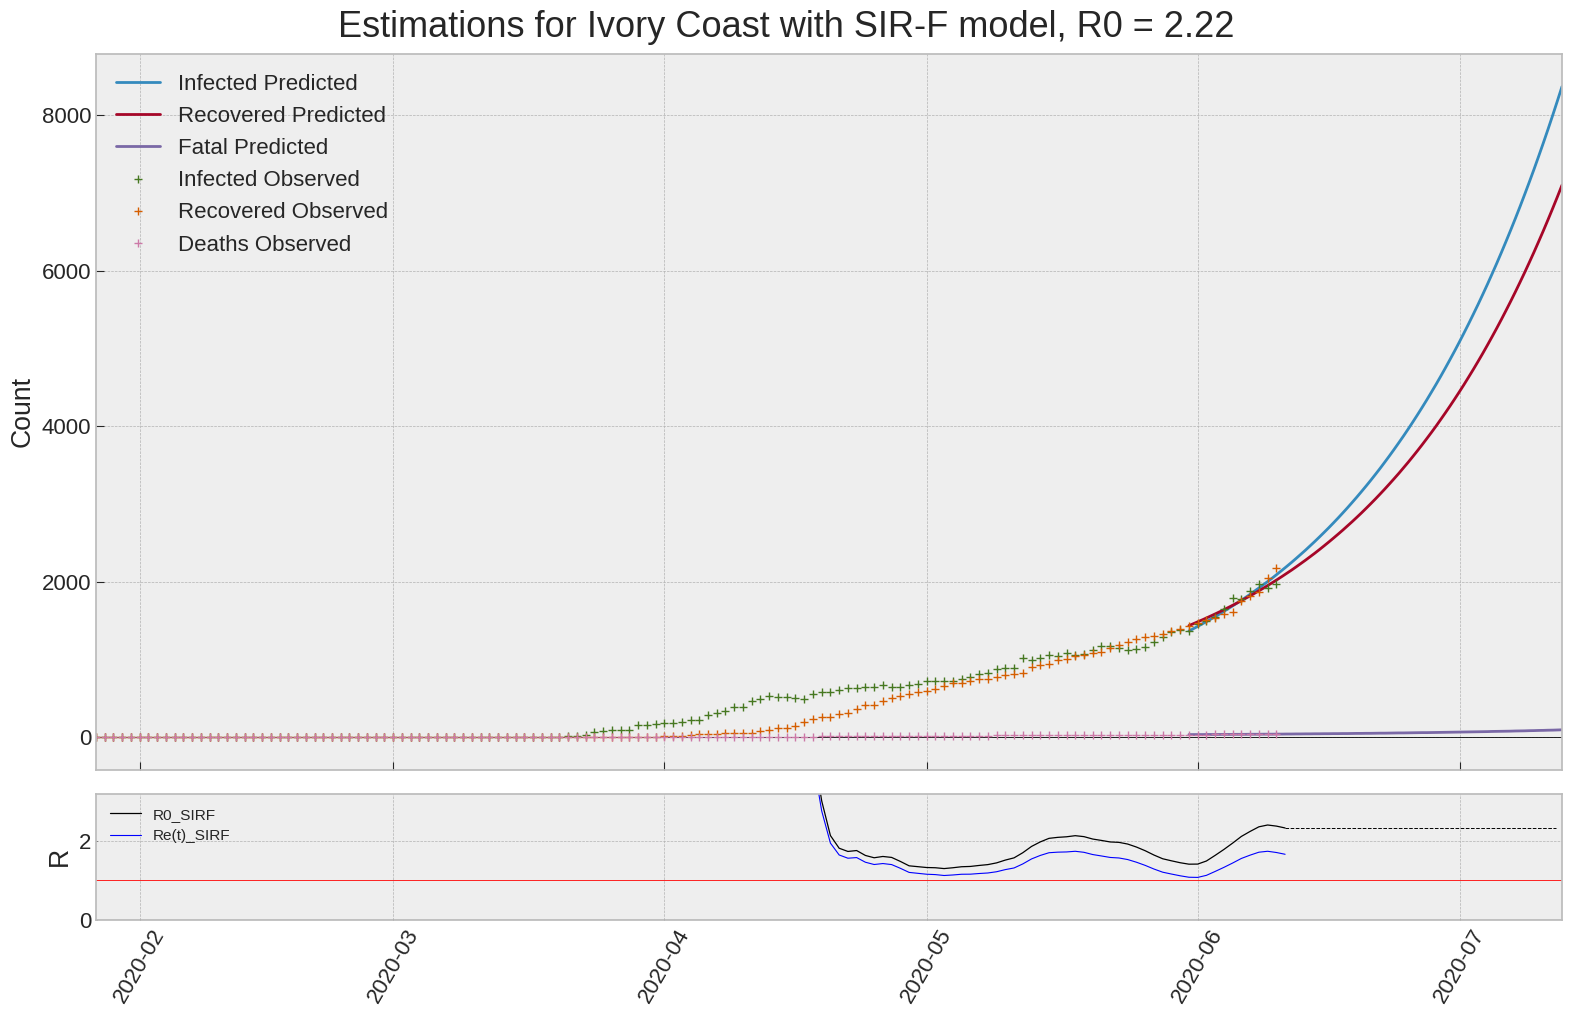 Estimations for Ivory Coast with SIR-F model, R0 = 2.22
Infected Predicted
Recovered Predicted
Fatal Predicted
Infected Observed
Recovered Observed
Deaths Observed
8000
6000
4000
2000
0
Count
R0_SIRF
Re(t)_SIRF
2
0
R
2020-02
2020-03
2020-04
2020-05
2020-06
2020-07